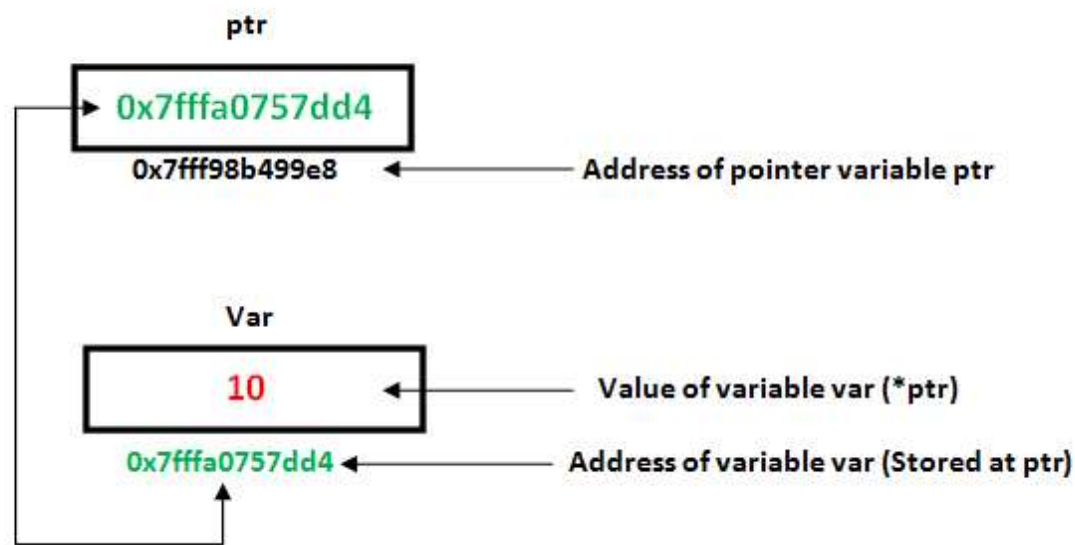 ptr
0x7fffa0757dd4
0x7fff98b499e8
Address of pointer variable ptr
Var
10
Value of variable var (*ptr)
0x7fffa0757dd4
Address of variable var (Stored at ptr)